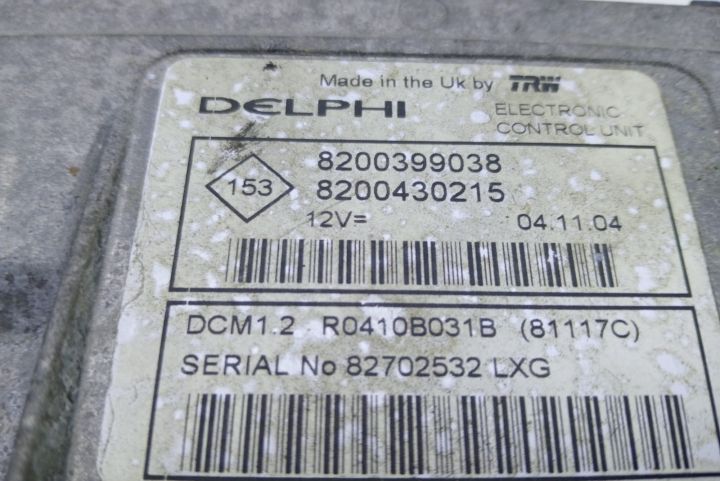 Made in the Uk by TRW
DELPHI
ELECTRONIC
CONTROL UNIT
153
8200399038
8200430215
12V=
04.11.04
DCM1.2 R0410B031B (81117C)
SERIAL No 82702532 LXG